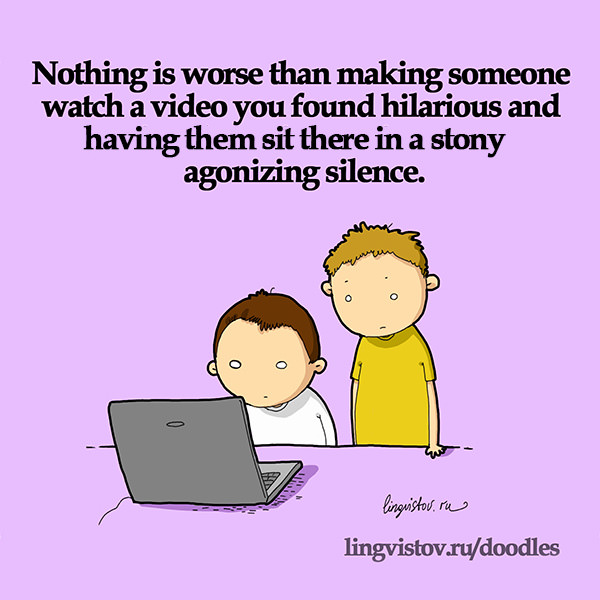 Nothing is worse than making someone
watch a video you found hilarious and
having them sit there in a stony
agonizing silence.
lingvistov.ru
lingvistov.ru/doodles